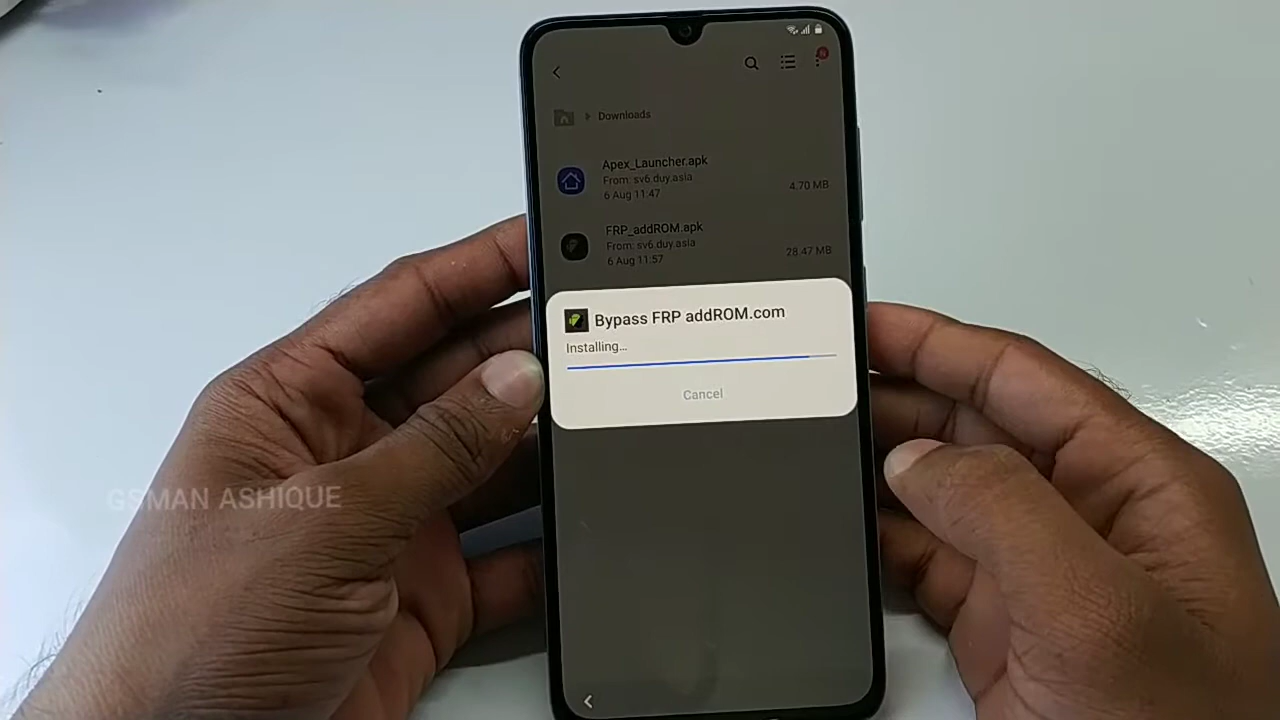 Downloads
Apex_Launcher.apk
From: sv6.duy.asia
6 Aug 11:47
4.70 MB
FRP_addROM.apk
From: sv6.duy.asia
6 Aug 11:57
28.47 MB
Bypass FRP addROM.com
Installing...
Cancel
GSMAN ASHIQUE